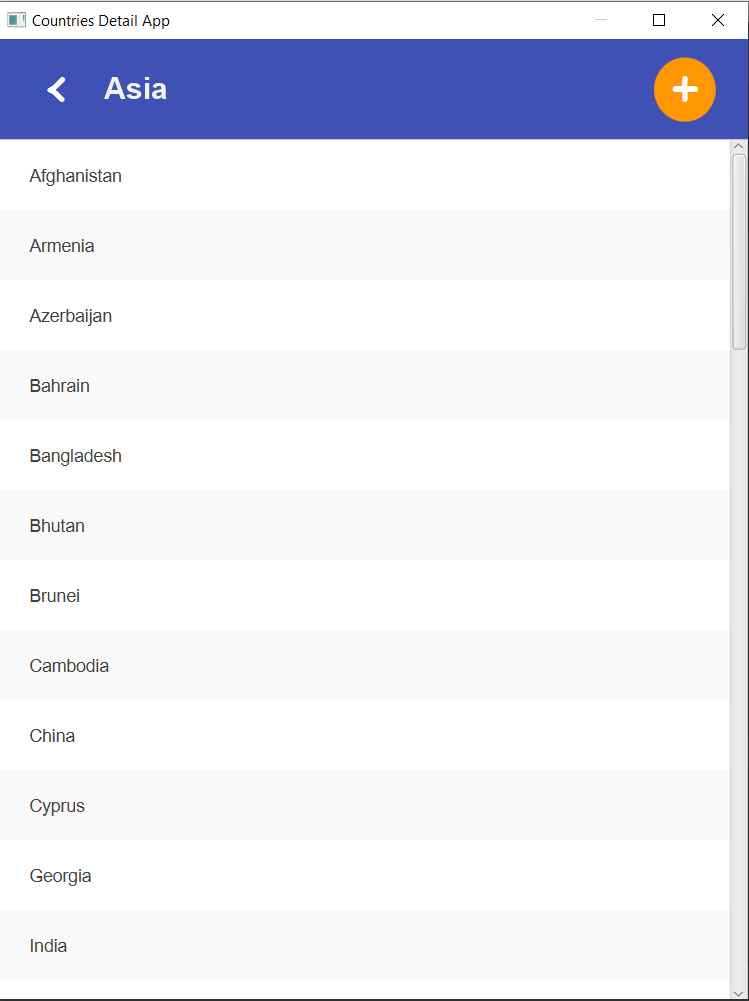 Countries Detail App
Asia
Afghanistan
Armenia
Azerbaijan
Bahrain
Bangladesh
Bhutan
Brunei
Cambodia
China
Cyprus
Georgia
India